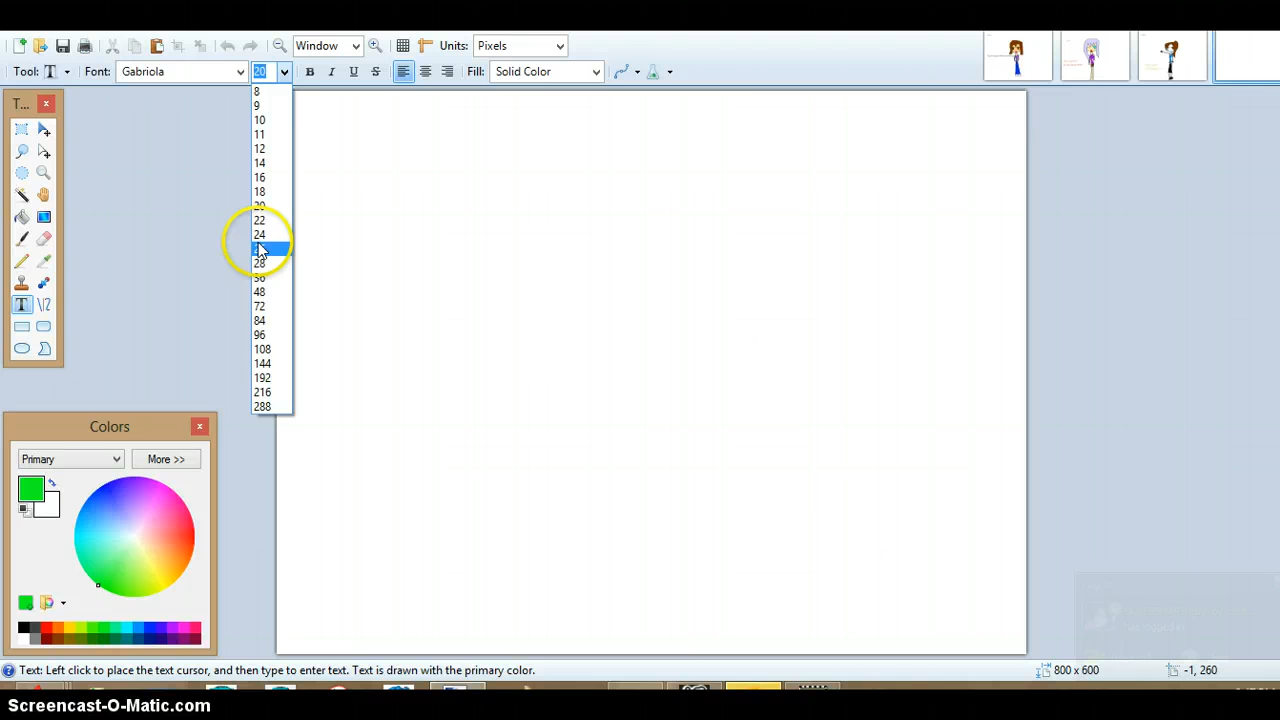 Window Units: Pixels
Tool: T Font: Gabriola 20 B I U S Fill: Solid Color
T...
8
9
10
11
12
14
16
18
20
22
24
28
36
48
72
84
96
108
144
192
216
288
T
Colors
Primary More >>
Text: Left click to place the text cursor, and then type to enter text. Text is drawn with the primary color. 800 x 600 -1, 260
Screencast-O-Matic.com